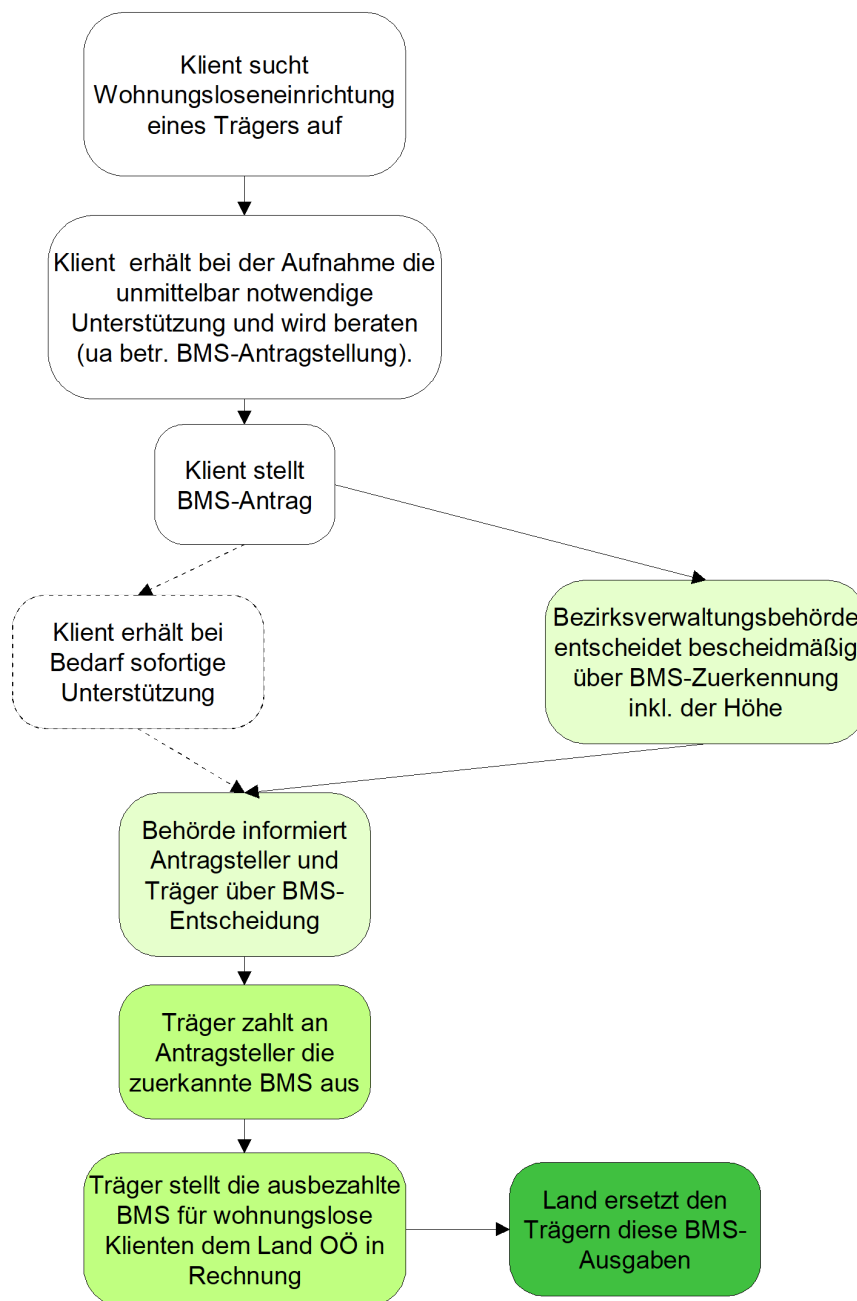 Klient sucht
Wohnungsloseneinrichtung
eines Trägers auf
Klient  erhält bei der Aufnahme die
unmittelbar notwendige
Unterstützung und wird beraten
(ua betr. BMS-Antragstellung).
Klient stellt
BMS-Antrag
Klient erhält bei
Bedarf sofortige
Unterstützung
Bezirksverwaltungsbehörde
entscheidet bescheidmäßig
über BMS-Zuerkennung
inkl. der Höhe
Behörde informiert
Antragsteller und
Träger über BMS-
Entscheidung
Träger zahlt an
Antragsteller die
zuerkannte BMS aus
Träger stellt die ausbezahlte
BMS für wohnungslose
Klienten dem Land OÖ in
Rechnung
Land ersetzt den
Trägern diese BMS-
Ausgaben